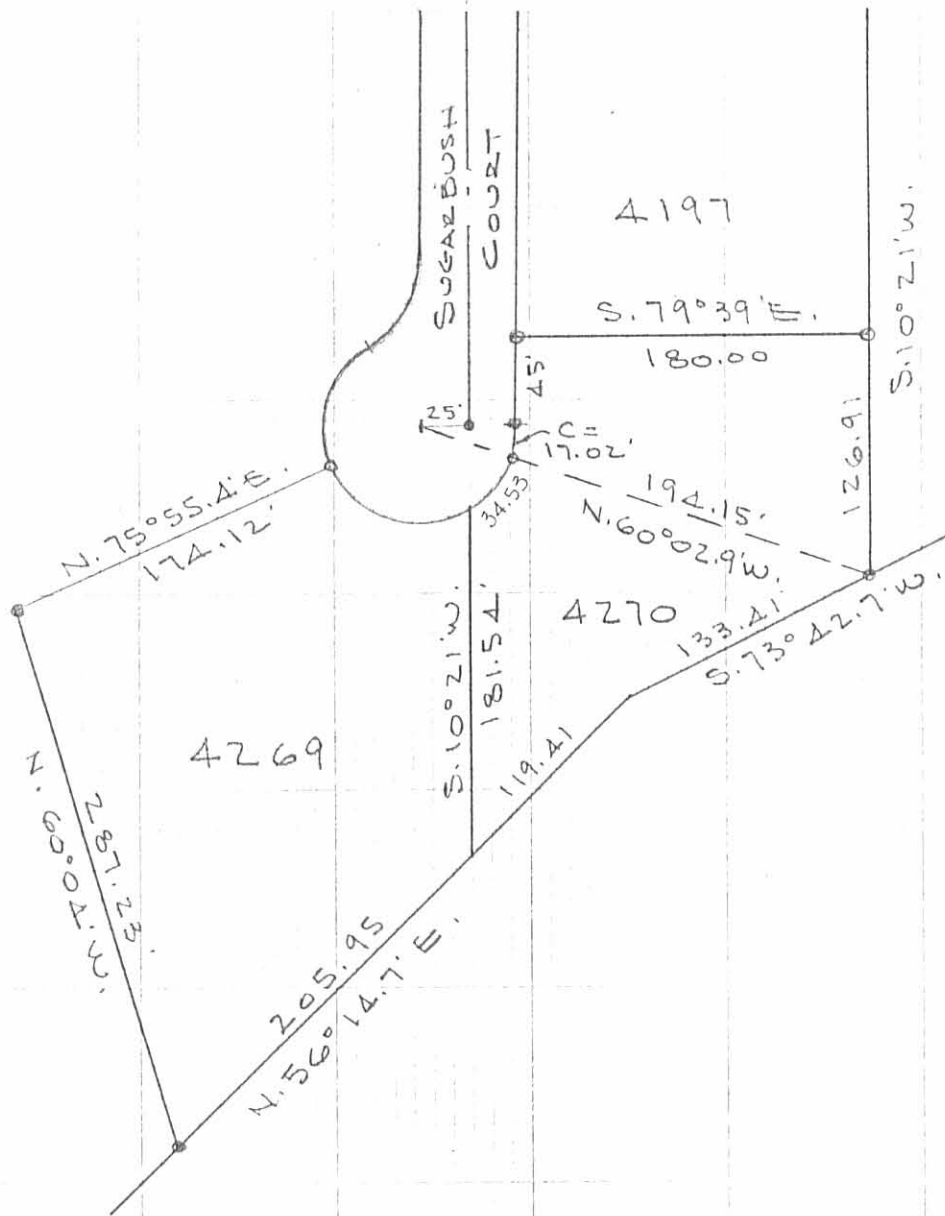 SUGARBUSH
COURT
4197
S.10°21'W.
S.79°39'E.
180.00
45'
25'
C=
17.02'
126.91
34.53
194.15'
N.60°02.9'W.
N.75°55.4'E.
174.12'
4270
133.41'
S.73°42.7'W.
S.10°21'W.
181.54'
4269
119.41
N.60°04'W.
287.23
205.95
N.56°14.7'E.